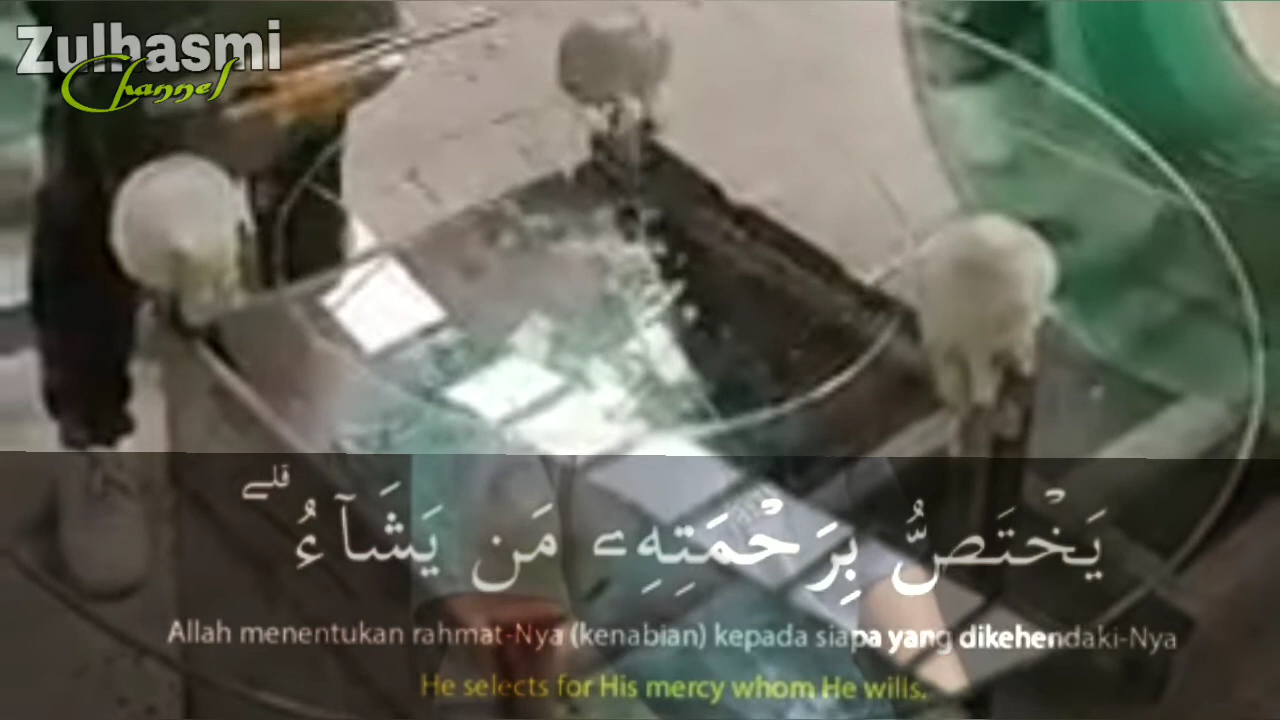 Zulhasmi
Channel
يَخْتَصُّ بِرَحْمَتِهِۦ مَن يَشَآءُ ۗ
Allah menentukan rahmat-Nya (kenabian) kepada siapa yang dikehendaki-Nya
He selects for His mercy whom He wills.